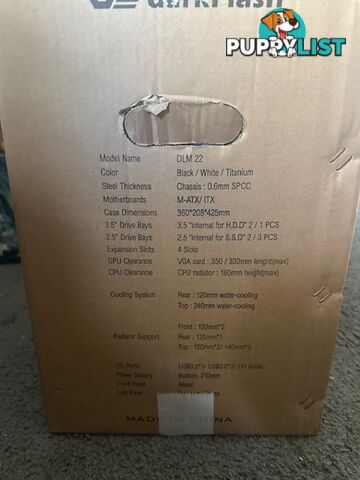 PUPPYLIST
darkFlash
Model Name DLM 22
Color Black / White / Titanium
Steel Thickness Chassis : 0.6mm SPCC
Motherboards M-ATX/ ITX
Case Dimensions 360*208*425mm
3.5" Drive Bays 3.5 "internal for H.D.D" 2 / 1 PCS
2.5" Drive Bays 2.5 "internal for S.S.D" 2 / 3 PCS
Expansion Slots 4 Slots
GPU Clearance VGA card : 350 / 330mm lenght(max)
CPU Clearance CPU radiator : 160mm height(max)
Cooling System Rear : 120mm water-cooling
Top : 240mm water-cooling
Front : 120mm*2
Radiator Support Rear : 120mm*1
Top : 120mm*2/ 140mm*2
I/O Ports USB3.0*1/ USB2.0*2/ HD Audio
Power Supply Bottom, 210mm
Front Panel Metal
Left Panel
MADE IN CHINA